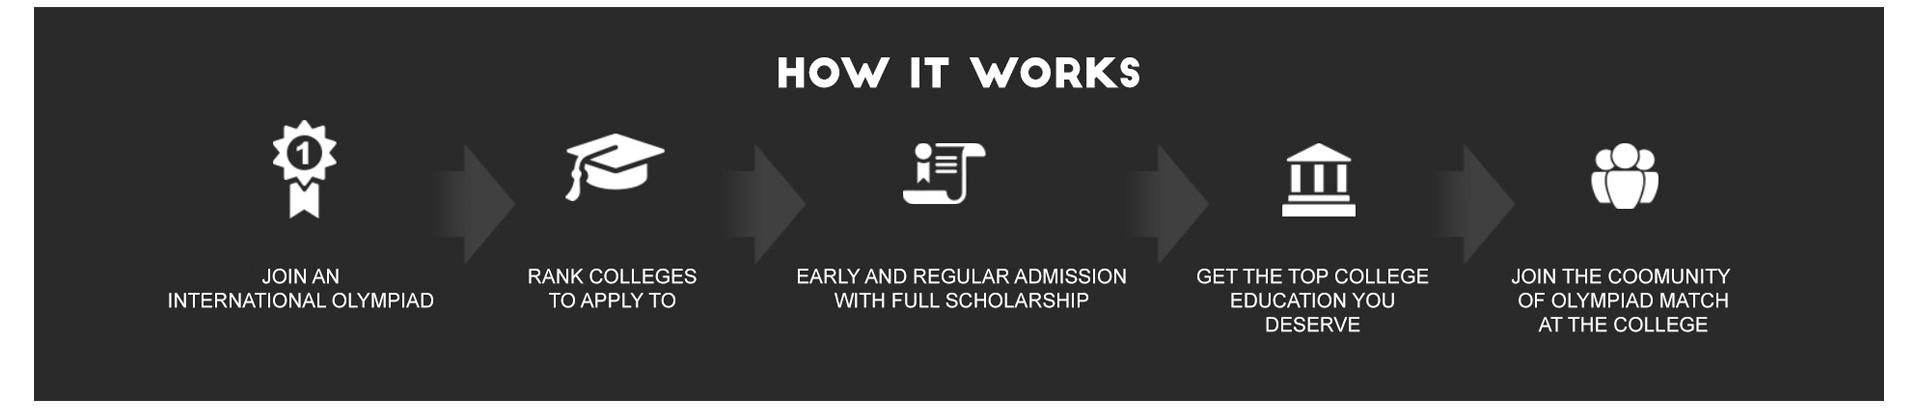 HOW IT WORKS
1
JOIN AN
INTERNATIONAL OLYMPIAD
RANK COLLEGES
TO APPLY TO
EARLY AND REGULAR ADMISSION
WITH FULL SCHOLARSHIP
GET THE TOP COLLEGE
EDUCATION YOU
DESERVE
JOIN THE COOMUNITY
OF OLYMPIAD MATCH
AT THE COLLEGE